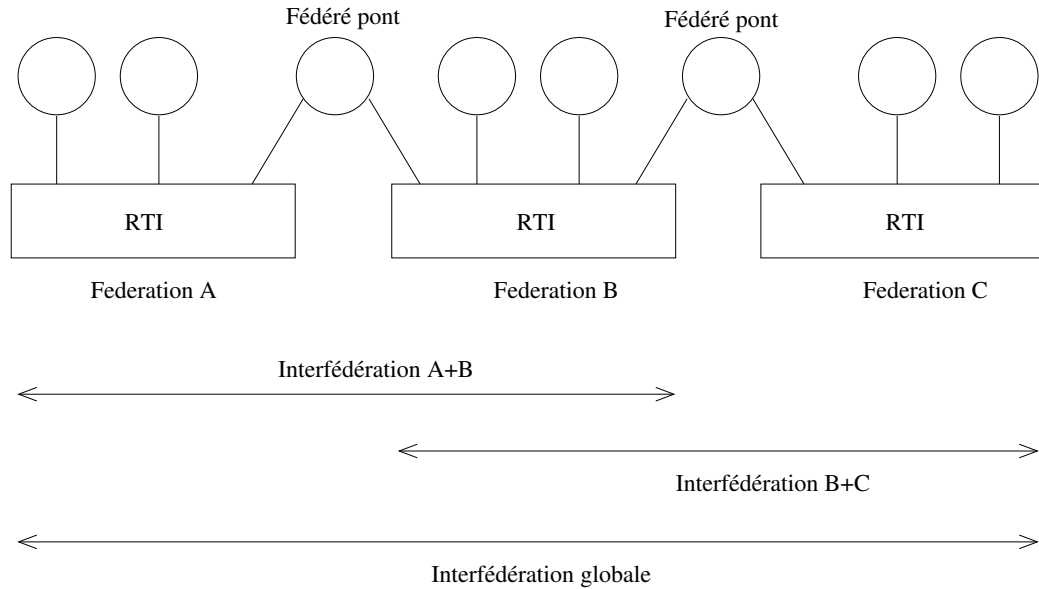 Fédéré pont
Fédéré pont
RTI
RTI
RTI
Federation A
Federation B
Federation C
Interfédération A+B
Interfédération B+C
Interfédération globale